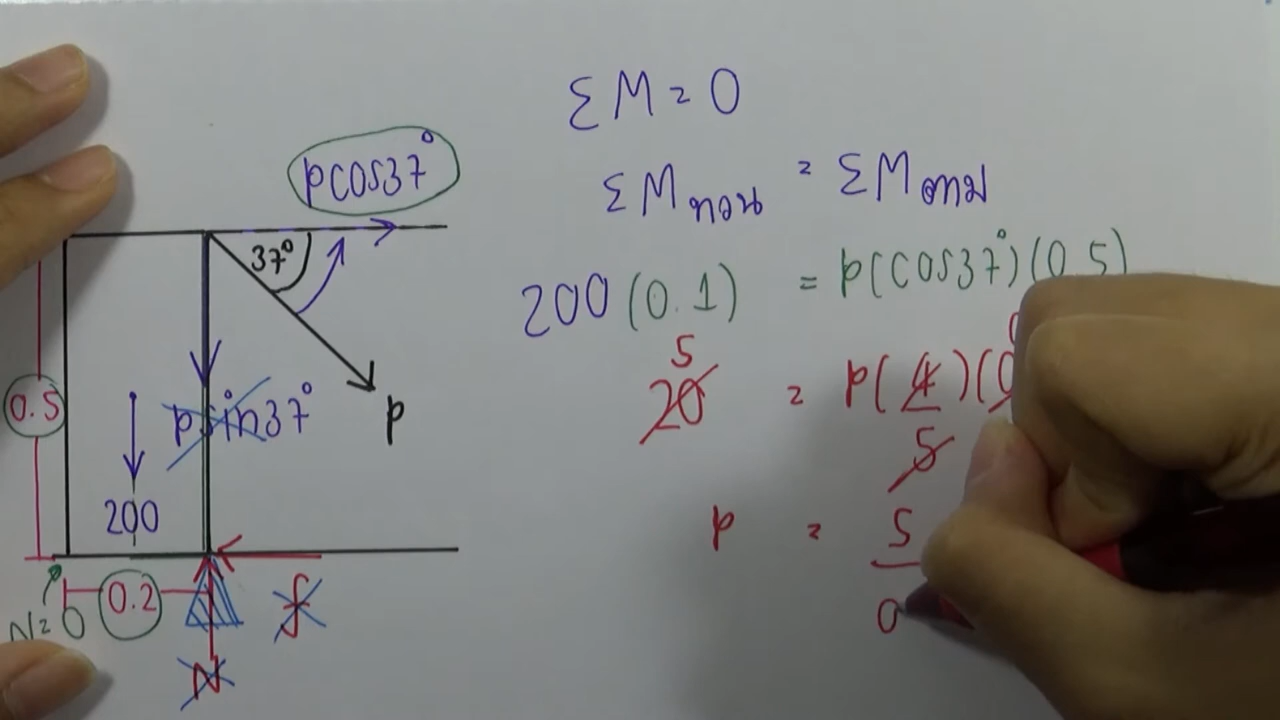 ΣM = 0
pcos37°
ΣMทวน = ΣMตาม
37°
200(0.1) = p(cos37°)(0.5)
5
20 = p(4)(0
5
0.5
psin37°
p
p = 5
0
200
0.2
f
N=0
N